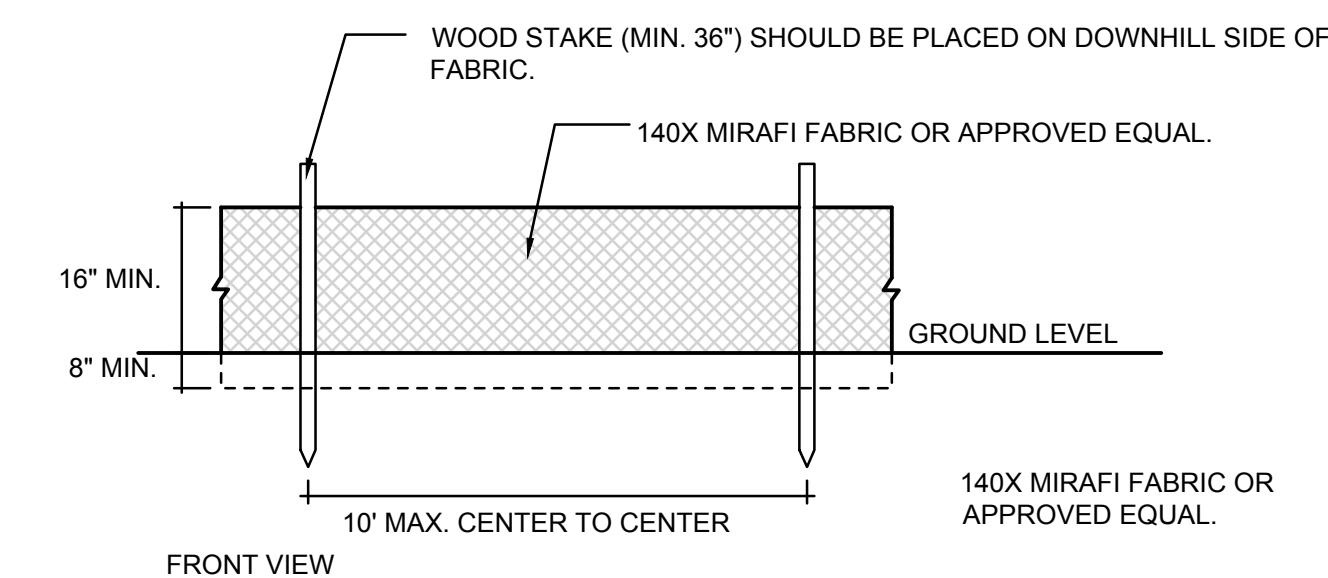 WOOD STAKE (MIN. 36") SHOULD BE PLACED ON DOWNHILL SIDE OF
FABRIC.
140X MIRAFI FABRIC OR APPROVED EQUAL.
16" MIN.
GROUND LEVEL
8" MIN.
140X MIRAFI FABRIC OR
APPROVED EQUAL.
10' MAX. CENTER TO CENTER
FRONT VIEW